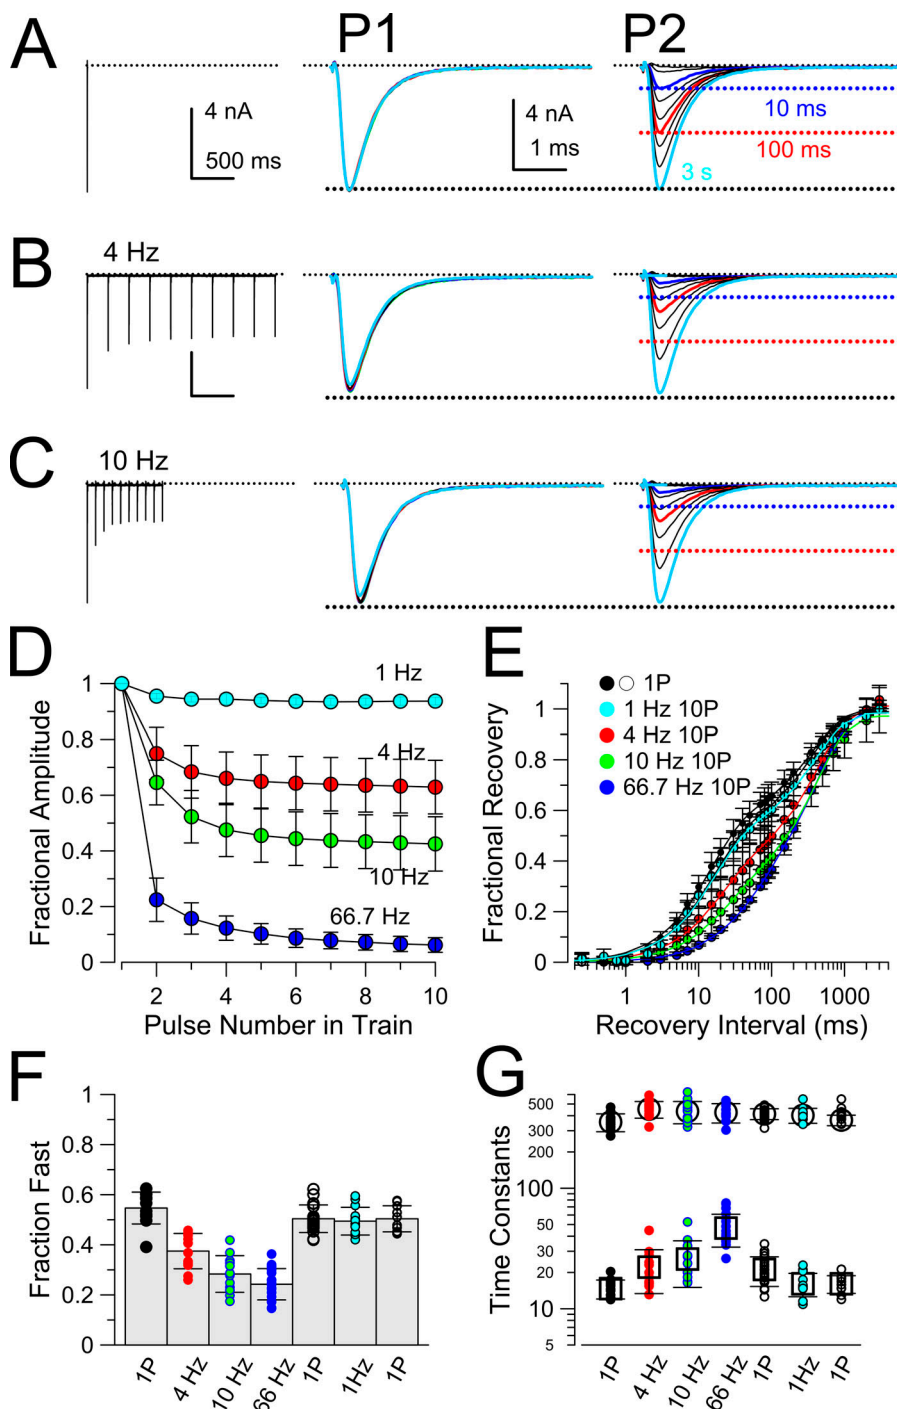 A
P1
P2
4 nA
500 ms
4 nA
1 ms
10 ms
100 ms
3 s
B
4 Hz
C
10 Hz
D
1
0.8
0.6
0.4
0.2
0
Fractional Amplitude
1 Hz
4 Hz
10 Hz
66.7 Hz
2
4
6
8
10
Pulse Number in Train
E
1P
1 Hz 10P
4 Hz 10P
10 Hz 10P
66.7 Hz 10P
1
0.8
0.6
0.4
0.2
0
Fractional Recovery
1
10
100
1000
Recovery Interval (ms)
F
1
0.8
0.6
0.4
0.2
0
Fraction Fast
1P
4 Hz
10 Hz
66 Hz
1P
1Hz
1P
G
500
300
100
50
30
20
10
5
Time Constants
1P
4 Hz
10 Hz
66 Hz
1P
1Hz
1P